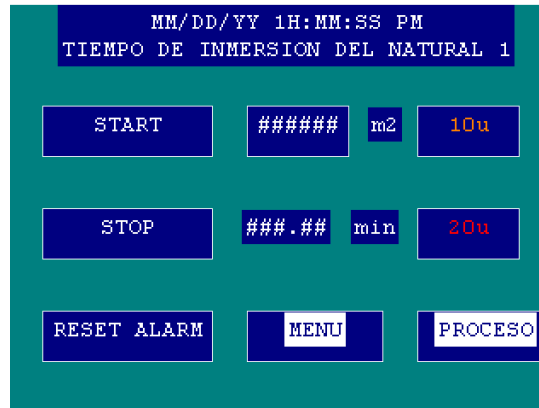 MM/DD/YY 1H:MM:SS PM
TIEMPO DE INMERSION DEL NATURAL 1
START ###### m2 10u
STOP ###.## min 20u
RESET ALARM MENU PROCESO